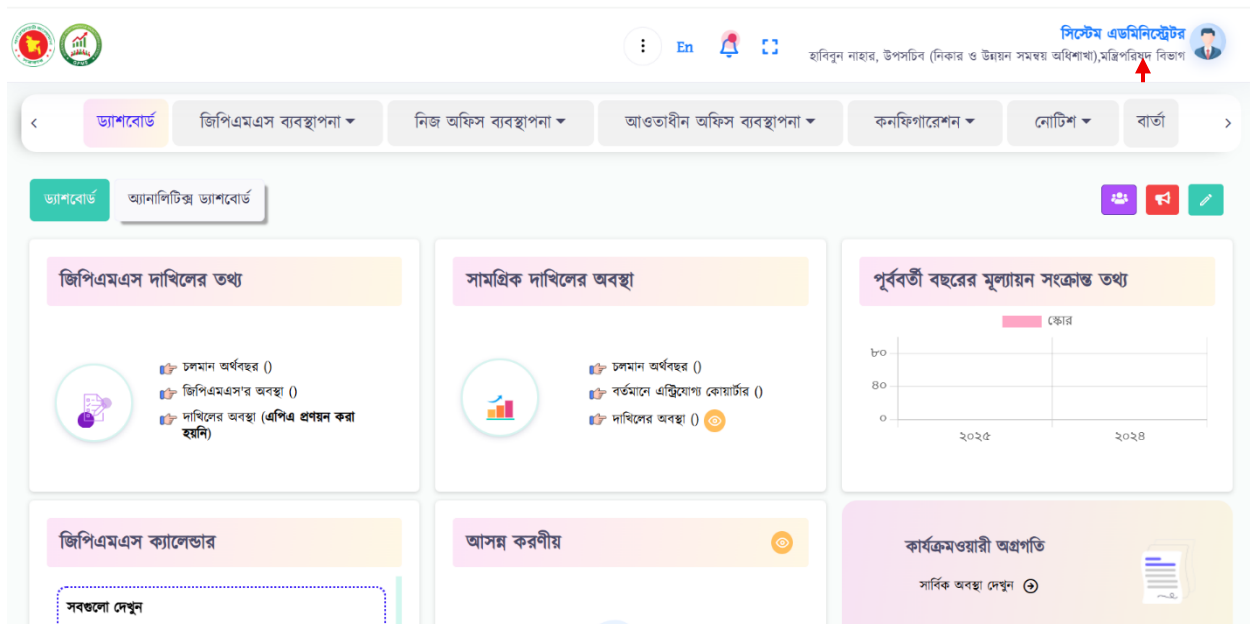 সিস্টেম এডমিনিস্ট্রেটর
En
হাবিবুন নাহার, উপসচিব (নিকার ও উন্নয়ন সমন্বয় অধিশাখা),মন্ত্রিপরিষদ বিভাগ
ড্যাশবোর্ড জিপিএমএস ব্যবস্থাপনা নিজ অফিস ব্যবস্থাপনা আওতাধীন অফিস ব্যবস্থাপনা কনফিগারেশন নোটিশ বার্তা
ড্যাশবোর্ড অ্যানালিটিক্স ড্যাশবোর্ড
জিপিএমএস দাখিলের তথ্য
চলমান অর্থবছর ()
জিপিএমএস'র অবস্থা ()
দাখিলের অবস্থা (এপিএ প্রণয়ন করা
হয়নি)
সামগ্রিক দাখিলের অবস্থা
চলমান অর্থবছর ()
বর্তমানে এন্ট্রিযোগ্য কোয়ার্টার ()
দাখিলের অবস্থা ()
পূর্ববর্তী বছরের মূল্যায়ন সংক্রান্ত তথ্য
স্কোর
৮০
৪০
০
২০২৫ ২০২৪
জিপিএমএস ক্যালেন্ডার
সবগুলো দেখুন
আসন্ন করণীয়
কার্যক্রমওয়ারী অগ্রগতি
সার্বিক অবস্থা দেখুন